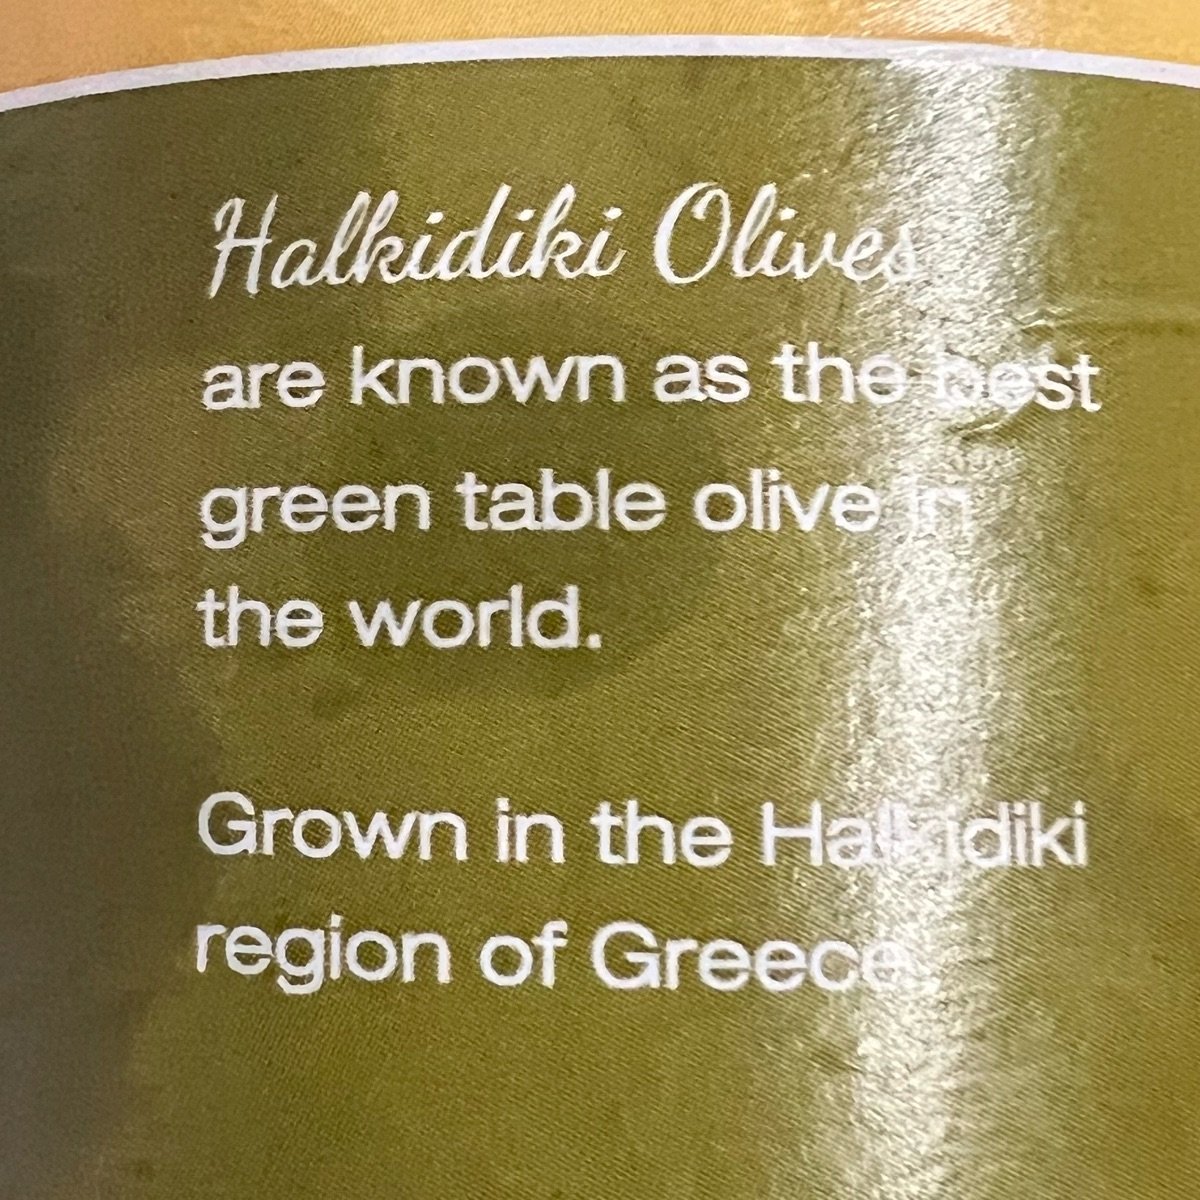 Halkidiki Olives
are known as the best
green table olive in
the world.
Grown in the Halkidiki
region of Greece.